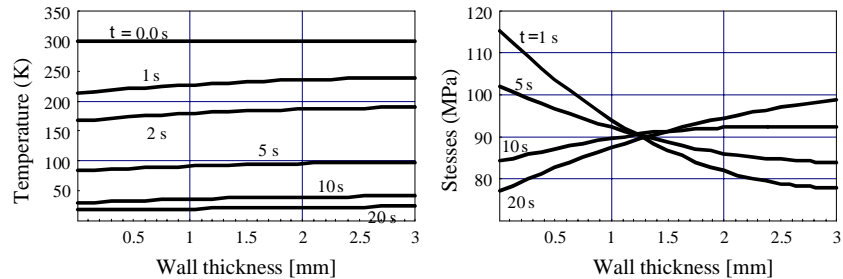 350
300
250
200
150
100
50
Temperature (K)
t = 0.0 s
1 s
2 s
5 s
10 s
20 s
0.5 1 1.5 2 2.5 3
Wall thickness [mm]
120
110
100
90
80
Stesses (MPa)
t=1 s
5 s
10 s
20 s
0.5 1 1.5 2 2.5 3
Wall thickness [mm]